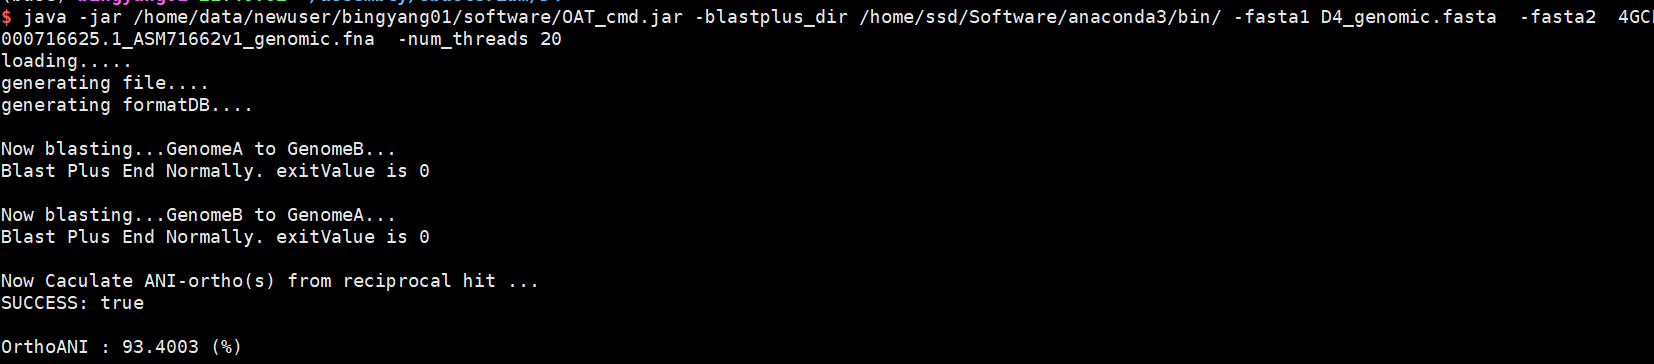 $ java -jar /home/data/newuser/bingyang01/software/OAT_cmd.jar -blastplus_dir /home/ssd/Software/anaconda3/bin/ -fasta1 D4_genomic.fasta  -fasta2  4GC
000716625.1_ASM71662v1_genomic.fna  -num_threads 20
loading.....
generating file....
generating formatDB....
Now blasting...GenomeA to GenomeB...
Blast Plus End Normally. exitValue is 0
Now blasting...GenomeB to GenomeA...
Blast Plus End Normally. exitValue is 0
Now Caculate ANI-ortho(s) from reciprocal hit ...
SUCCESS: true
OrthoANI : 93.4003 (%)